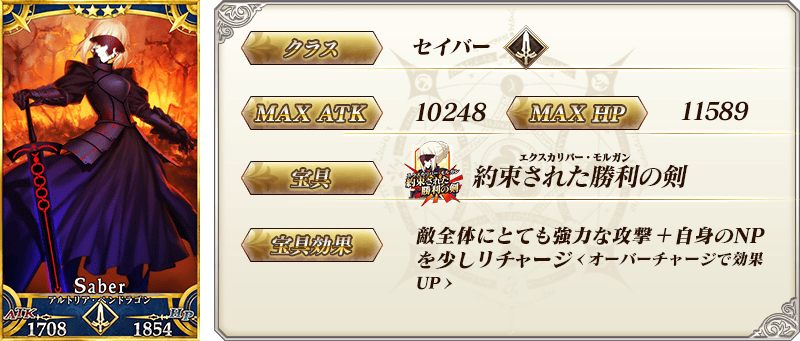 Saber
アルトリア・ペンドラゴン
ATK
HP
1708
1854
クラス
セイバー
MAX ATK
10248
MAX HP
11589
宝具
約束された
勝利の剣
エクスカリバー・モルガン
約束された勝利の剣
宝具効果
敵全体にとても強力な攻撃＋自身のNP
を少しリチャージ<オーバーチャージで効果
UP>